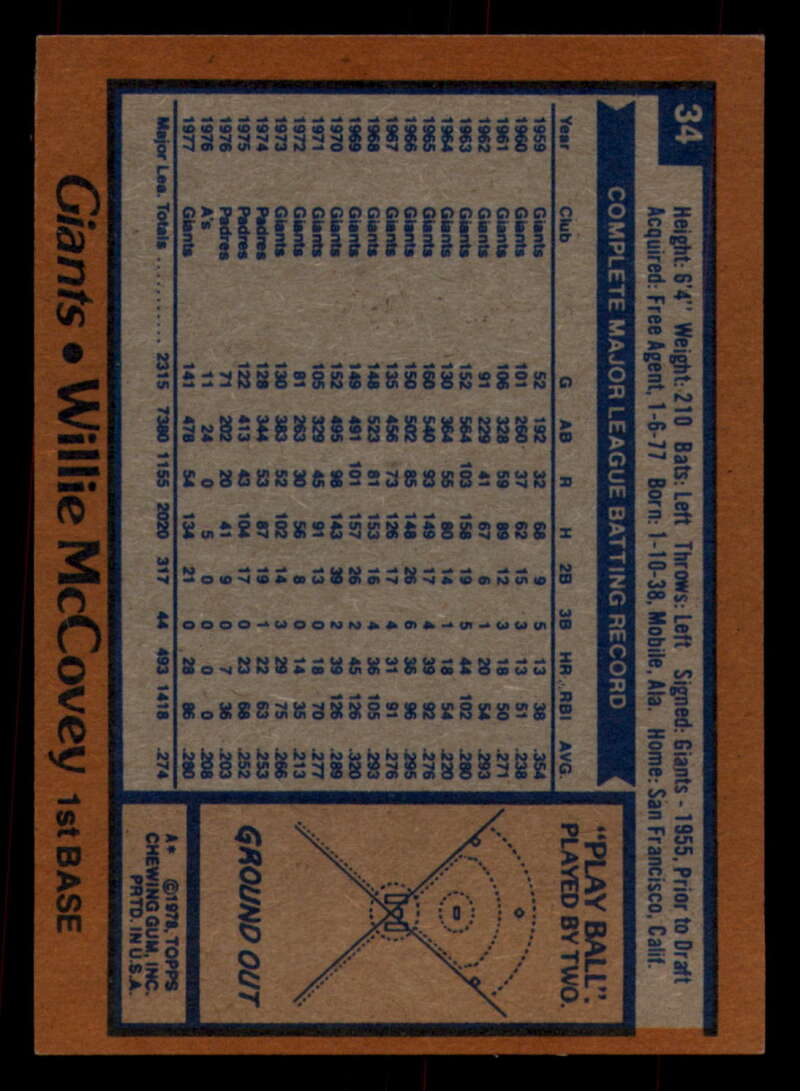 34
Height: 6'4" Weight: 210 Bats: Left Throws: Left Signed: Giants - 1955, Prior to Draft
Acquired: Free Agent, 1-6-77 Born: 1-10-38, Mobile, Ala. Home: San Francisco, Calif.
COMPLETE MAJOR LEAGUE BATTING RECORD
Year Club G AB R H 2B 3B HR RBI AVG.
1959 Giants 52 192 32 68 9 5 13 38 .354
1960 Giants 101 260 37 62 15 3 13 51 .238
1961 Giants 106 328 59 89 12 3 18 50 .271
1962 Giants 91 229 41 67 6 1 20 54 .293
1963 Giants 152 564 103 158 19 5 44 102 .280
1964 Giants 130 364 55 80 14 1 18 54 .220
1965 Giants 160 540 93 149 17 4 39 92 .276
1966 Giants 150 502 85 148 26 6 36 96 .295
1967 Giants 135 456 73 126 17 4 31 91 .276
1968 Giants 148 523 81 153 16 4 36 105 .293
1969 Giants 149 491 101 157 26 2 45 126 .320
1970 Giants 152 495 98 143 39 2 39 126 .289
1971 Giants 105 329 45 91 13 0 18 70 .277
1972 Giants 81 263 30 56 8 0 14 35 .213
1973 Giants 130 383 52 102 14 3 29 75 .266
1974 Padres 128 344 53 87 19 1 22 63 .253
1975 Padres 122 413 43 104 17 0 23 68 .252
1976 Padres 71 202 20 41 9 0 7 36 .203
1976 A's 11 24 0 5 0 0 0 0 .208
1977 Giants 141 478 54 134 21 0 28 86 .280
Major Lea. Totals ........... 2315 7380 1155 2020 317 44 493 1418 .274
"PLAY BALL".
PLAYED BY TWO.
GROUND OUT
A* ©1978, TOPPS
CHEWING GUM, INC.
PRTD. IN U.S.A.
Giants • Willie McCovey 1st BASE